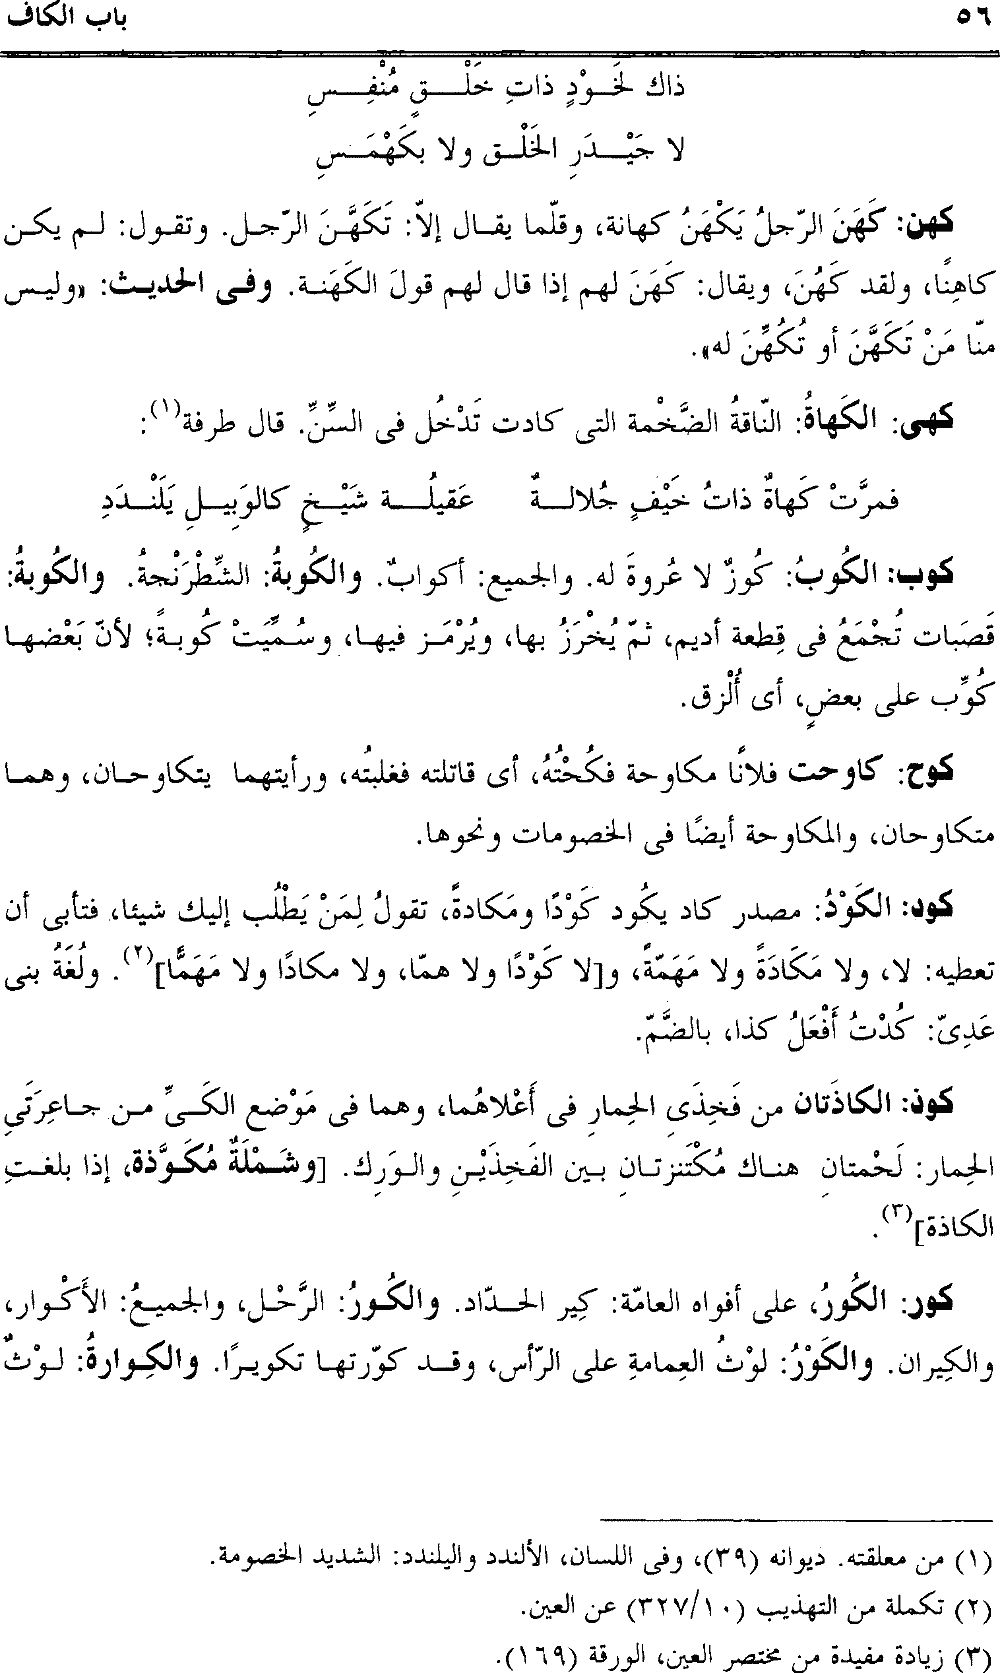 ٥٦ باب الكاف
ذاك لَخَوْدٍ ذاتِ خَلْقٍ مُنْفِسِ
لا جَيْدَرِ الخَلْق ولا بكَهْمَسِ
كهن: كَهَنَ الرّجلُ يَكْهَنُ كهانة، وقلّما يقال إلاّ: تَكَهَّنَ الرّجل. وتقول: لم يكن
كاهِنًا، ولقد كَهُنَ، ويقال: كَهَنَ لهم إذا قال لهم قولَ الكَهَنة. وفى الحديث: «وليس
منّا مَنْ تَكَهَّنَ أو تُكُهِّنَ له».
كهى: الكَهاةُ: النّاقةُ الضَّخْمة التى كادت تَدْخُل فى السِّنِّ. قال طرفة(١):
فمرَّتْ كَهاةٌ ذاتُ خَيْفٍ جُلالةٌ عَقيلُة شَيْخٍ كالوَبِيلِ يَلَنْدَدِ
كوب: الكُوبُ: كُوزٌ لا عُروةَ له. والجميع: أكوابٌ. والكُوبةُ: الشِّطْرَنْجةُ. والكُوبةُ:
قَصَبات تُجْمَعُ فى قِطعة أديم، ثمّ يُخْرَزُ بها، ويُرْمَز فيها، وسُمِّيَتْ كُوبةً؛ لأنّ بَعْضها
كُوِّب على بعضٍ، أى أُلْزق.
كوح: كاوحت فلانًا مكاوحة فكُحْتُهُ، أى قاتلته فغلبتُه، ورأيتهما يتكاوحان، وهما
متكاوحان، والمكاوحة أيضًا فى الخصومات ونحوها.
كود: الكَوْدُ: مصدر كاد يكُود كَوْدًا ومَكادةً، تقولُ لِمَنْ يَطْلُب إليك شيئا، فتأبى أن
تعطيه: لا، ولا مَكَادَةً ولا مَهَمّةً، و[لا كَوْدًا ولا همّا، ولا مكادًا ولا مَهَمًّا](٢). ولُغَةُ بنى
عَدِىّ: كُدْتُ أَفْعَلُ كذا، بالضَّمّ.
كوذ: الكاذَتان من فَخِذَىِ الحِمارِ فى أَعْلاهُما، وهما فى مَوْضع الكَىِّ من جاعِرَتَىِ
الحِمار: لَحْمتانِ هناك مُكْتنزتانِ بين الفَخِذَيْنِ والوَرِك. [وشَمْلَةٌ مُكَوَّذة، إذا بلغتِ
الكاذة](٣).
كور: الكُورُ، على أفواه العامّة: كِير الحدّاد. والكُورُ: الرَّحْل، والجميعُ: الأَكْوار،
والكِيران. والكَوْرُ: لوْثُ العِمامةِ على الرّأس، وقد كوّرتها تكويرًا. والكِوارةُ: لوْثٌ
(١) من معلقته. ديوانه (٣٩)، وفى اللسان، الألندد واليلندد: الشديد الخصومة.
(٢) تكملة من التهذيب (٣٢٧/١٠) عن العين.
(٣) زيادة مفيدة من مختصر العين، الورقة (١٦٩).